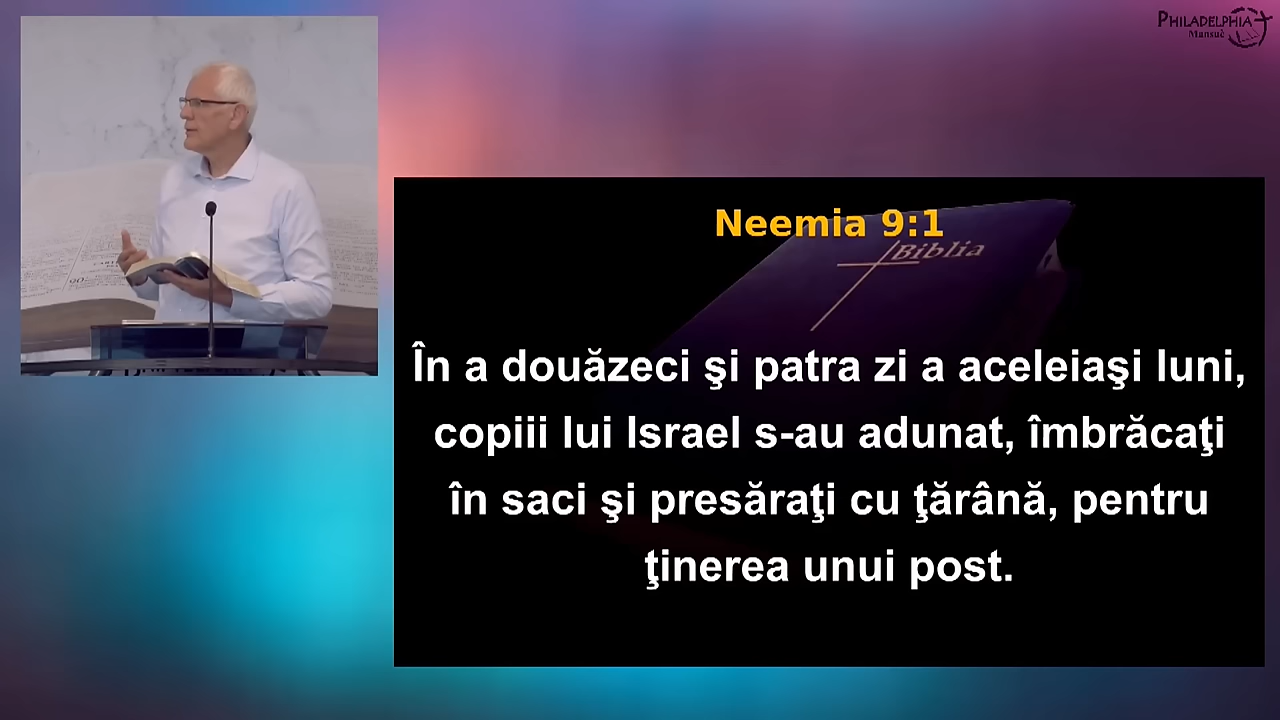 PHILADELPHIA
Mansuè
Neemia 9:1
Biblia
În a douăzeci şi patra zi a aceleiaşi luni,
copiii lui Israel s-au adunat, îmbrăcaţi
în saci şi presăraţi cu ţărână, pentru
ţinerea unui post.